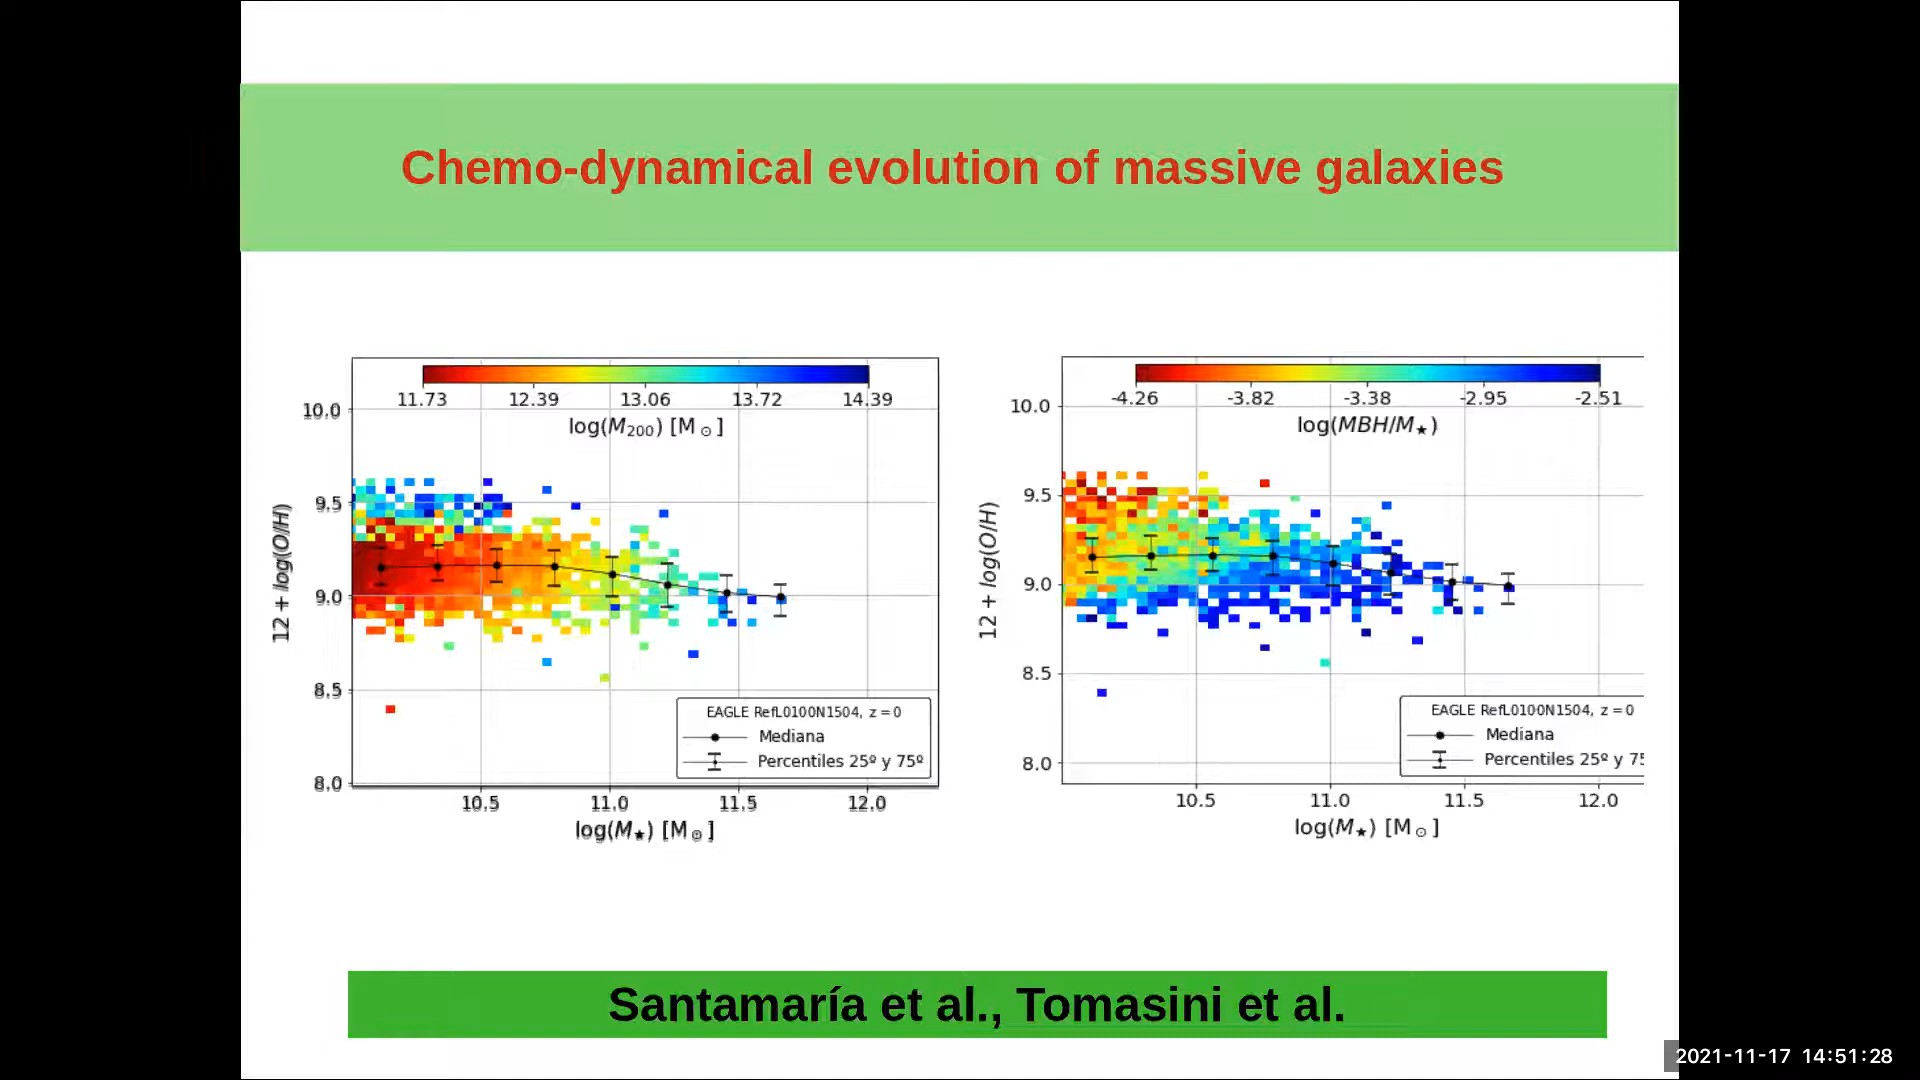 Chemo-dynamical evolution of massive galaxies
11.73 12.39 13.06 13.72 14.39
log(M200) [M⊙]
10.0
9.5
9.0
8.5
8.0
12 + log(O/H)
EAGLE RefL0100N1504, z = 0
Mediana
Percentiles 25º y 75º
10.5 11.0 11.5 12.0
log(M★) [M⊙]
-4.26 -3.82 -3.38 -2.95 -2.51
log(MBH/M★)
10.0
9.5
9.0
8.5
8.0
12 + log(O/H)
EAGLE RefL0100N1504, z = 0
Mediana
Percentiles 25º y 75
10.5 11.0 11.5 12.0
log(M★) [M⊙]
Santamaría et al., Tomasini et al.
2021-11-17 14:51:28